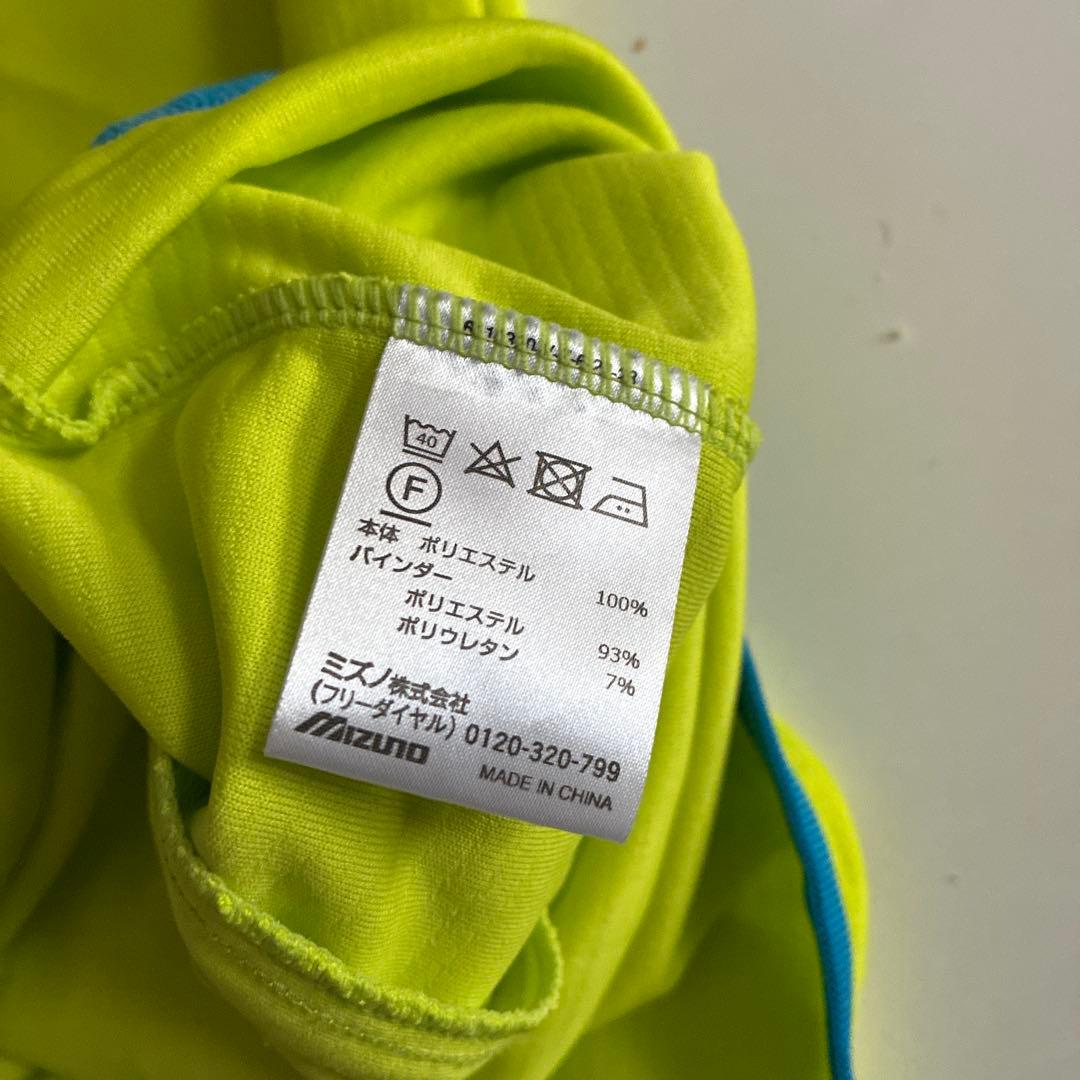 40
F
本体 ポリエステル 100%
バインダー
ポリエステル 93%
ポリウレタン 7%
ミズノ株式会社
(フリーダイヤル) 0120-320-799
MIZUNO
MADE IN CHINA